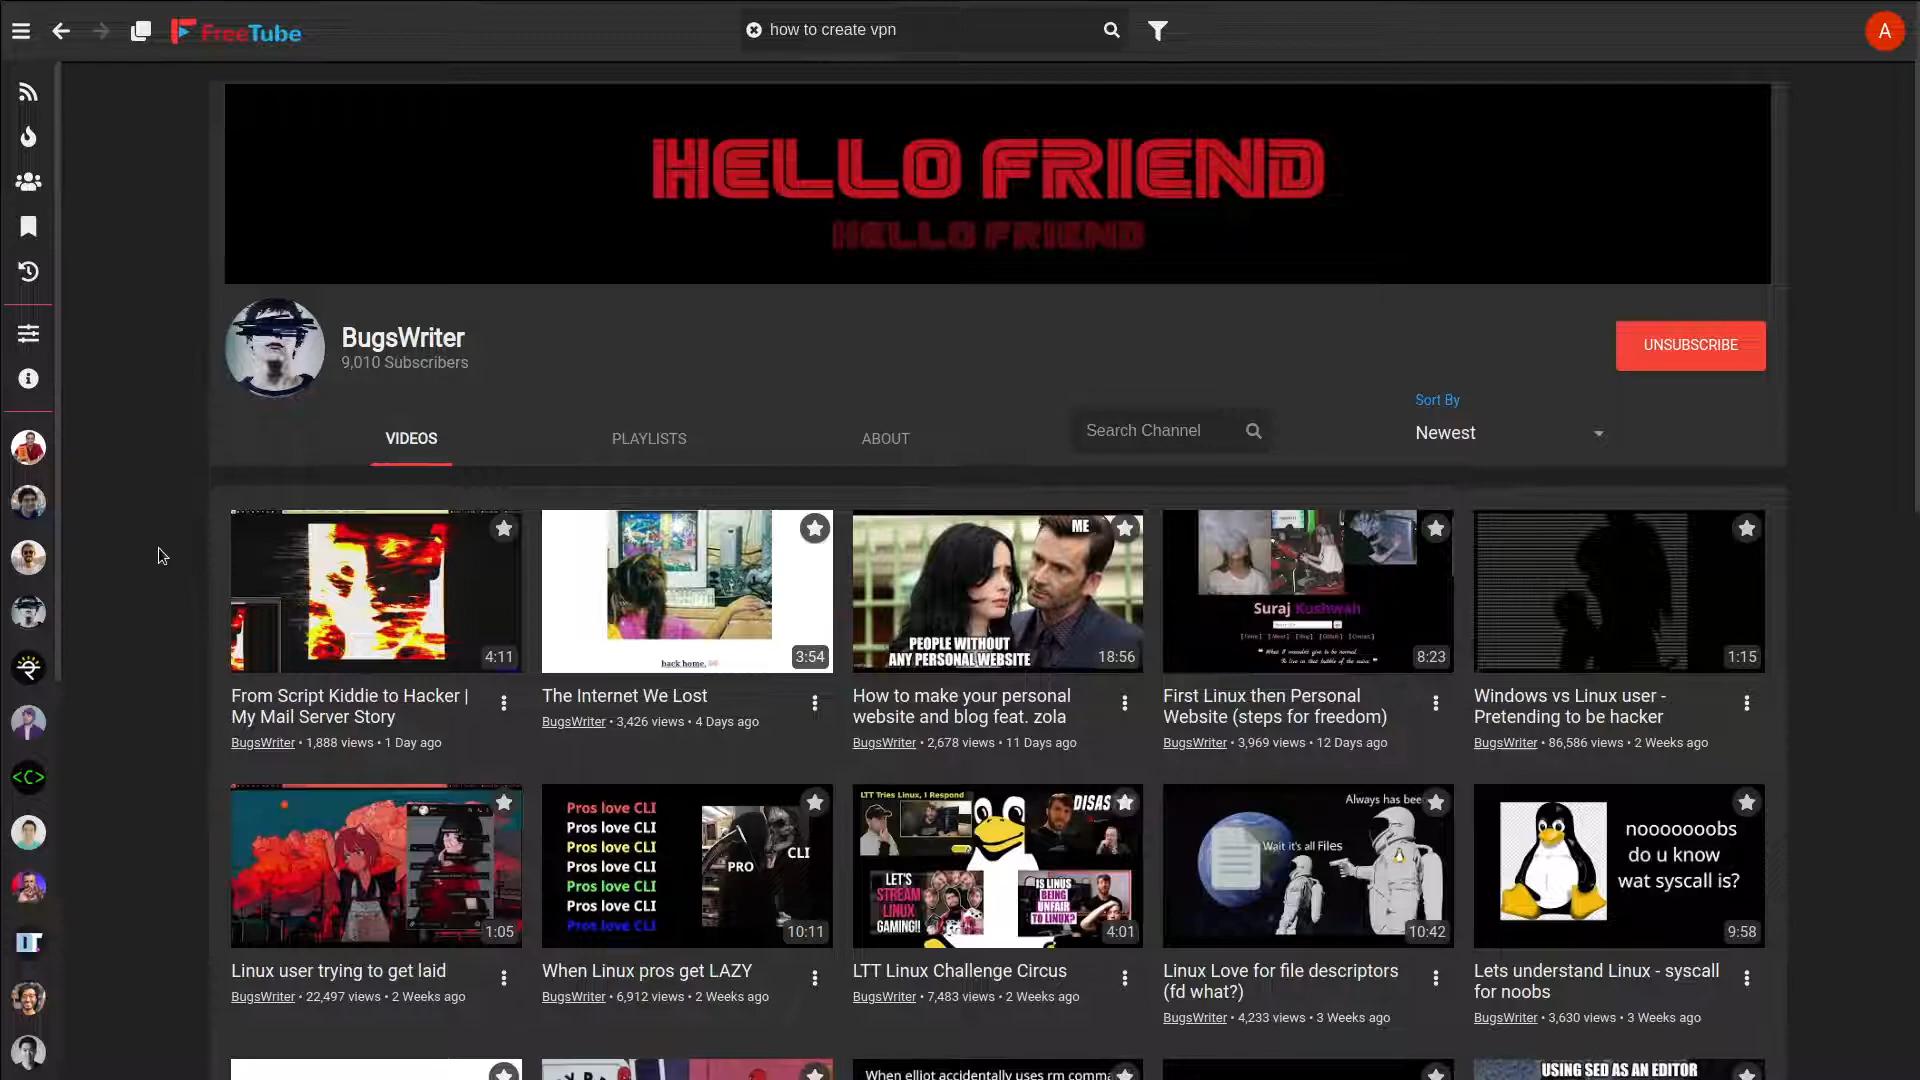 FreeTube
how to create vpn
A
HELLO FRIEND
HELLO FRIEND
BugsWriter
9,010 Subscribers
UNSUBSCRIBE
VIDEOS
PLAYLISTS
ABOUT
Search Channel
Sort By
Newest
4:11
back home.
3:54
ME
PEOPLE WITHOUT
ANY PERSONAL WEBSITE
18:56
Suraj Kushwah
8:23
1:15
From Script Kiddie to Hacker |
My Mail Server Story
BugsWriter • 1,888 views • 1 Day ago
The Internet We Lost
BugsWriter • 3,426 views • 4 Days ago
How to make your personal
website and blog feat. zola
BugsWriter • 2,678 views • 11 Days ago
First Linux then Personal
Website (steps for freedom)
BugsWriter • 3,969 views • 12 Days ago
Windows vs Linux user -
Pretending to be hacker
BugsWriter • 86,586 views • 2 Weeks ago
<C>
1:05
Pros love CLI
Pros love CLI
Pros love CLI
Pros love CLI
Pros love CLI
Pros love CLI
Pros love CLI
PRO
CLI
10:11
LTT Tries Linux, I Respond
DISAS
LET'S
STREAM
LINUX
GAMING!!
IS LINUS
BEING
UNFAIR
TO LINUX?
4:01
Always has bee
Wait it's all Files
10:42
nooooooobs
do u know
wat syscall is?
9:58
Linux user trying to get laid
BugsWriter • 22,497 views • 2 Weeks ago
When Linux pros get LAZY
BugsWriter • 6,912 views • 2 Weeks ago
LTT Linux Challenge Circus
BugsWriter • 7,483 views • 2 Weeks ago
Linux Love for file descriptors
(fd what?)
BugsWriter • 4,233 views • 3 Weeks ago
Lets understand Linux - syscall
for noobs
BugsWriter • 3,630 views • 3 Weeks ago
When elliot accidentally uses rm comma
USING SED AS AN EDITOR